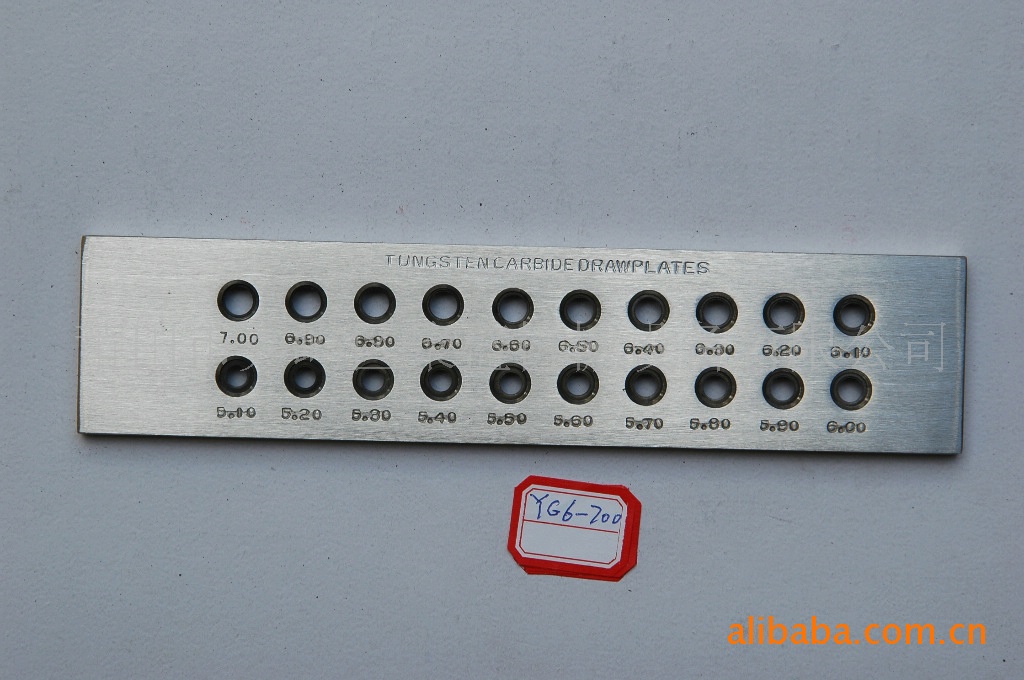 TUNGSTEN CARBIDE DRAWPLATES
7.00 6.90 6.80 6.70 6.60 6.50 6.40 6.30 6.20 6.10
公司
5.10 5.20 5.30 5.40 5.50 5.60 5.70 5.80 5.90 6.00
YG6-700
alibaba.com.cn